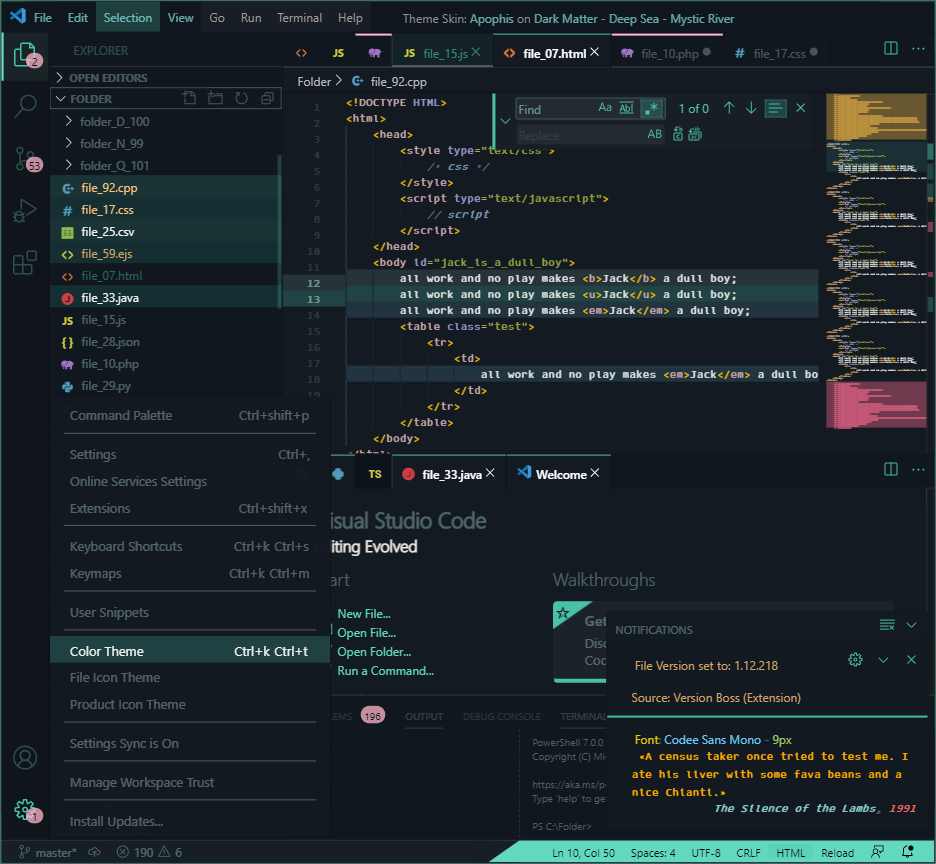 File Edit Selection View Go Run Terminal Help Theme Skin: Apophis on Dark Matter - Deep Sea - Mystic River
2
EXPLORER
JS
JS file_15.js
file_07.html
file_10.php
# file_17.css
OPEN EDITORS
FOLDER
Folder > file_92.cpp
folder_D_100
folder_N_99
folder_Q_101
53
file_92.cpp
# file_17.css
file_25.csv
file_59.ejs
file_07.html
J file_33.java
JS file_15.js
{} file_28.json
file_10.php
file_29.py
1 <!DOCTYPE HTML>
2 <html>
3 <head>
4 <style type="text/css">
5 /* css */
6 </style>
7 <script type="text/javascript">
8 // script
9 </script>
10 </head>
11 <body id="jack_is_a_dull_boy">
12 all work and no play makes <b>Jack</b> a dull boy;
13 all work and no play makes <u>Jack</u> a dull boy;
14 all work and no play makes <em>Jack</em> a dull boy;
15 <table class="test">
16 <tr>
17 <td>
18 all work and no play makes <em>Jack</em> a dull bo
19 </td>
</tr>
</table>
</body>
</html>
Find Aa Abl .* 1 of 0
Replace AB
Command Palette Ctrl+shift+p
Settings Ctrl+,
Online Services Settings
Extensions Ctrl+shift+x
Keyboard Shortcuts Ctrl+k Ctrl+s
Keymaps Ctrl+k Ctrl+m
User Snippets
Color Theme Ctrl+k Ctrl+t
File Icon Theme
Product Icon Theme
Settings Sync is On
Manage Workspace Trust
Install Updates...
1
TS J file_33.java Welcome
isual Studio Code
iting Evolved
art
New File...
Open File...
Open Folder...
Run a Command...
Walkthroughs
Get
Disc
Coc
LEMS 196 OUTPUT DEBUG CONSOLE TERMINAL
PowerShell 7.0.0
Copyright (C) Mi
https://aka.ms/p
Type 'help' to ge
PS C:\Folder>
NOTIFICATIONS
File Version set to: 1.12.218
Source: Version Boss (Extension)
Font: Codee Sans Mono - 9px
«A census taker once tried to test me. I
ate his liver with some fava beans and a
nice Chianti.»
The Silence of the Lambs, 1991
master* 190 6 Ln 10, Col 50 Spaces: 4 UTF-8 CRLF HTML Reload